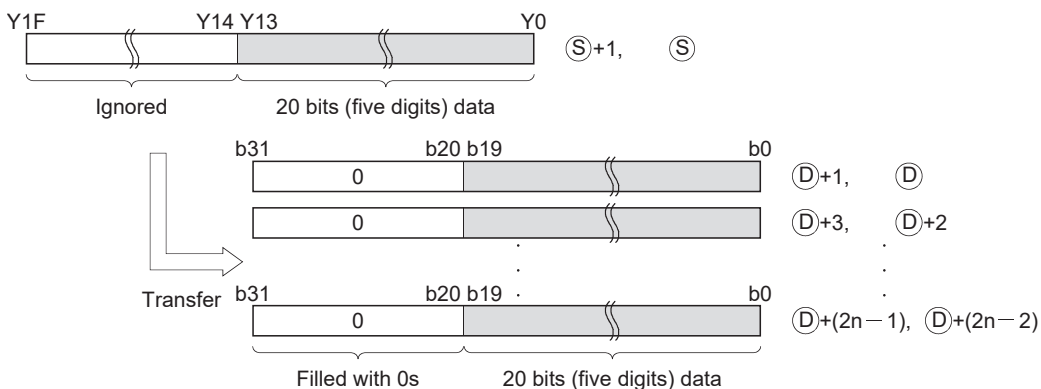 Y1F Y14 Y13 Y0
Ⓢ+1, Ⓢ
Ignored 20 bits (five digits) data
b31 b20 b19 b0
0 Ⓓ+1, Ⓓ
0 Ⓓ+3, Ⓓ+2
Transfer
b31 b20 b19 b0
0 Ⓓ+(2n－1), Ⓓ+(2n－2)
Filled with 0s 20 bits (five digits) data